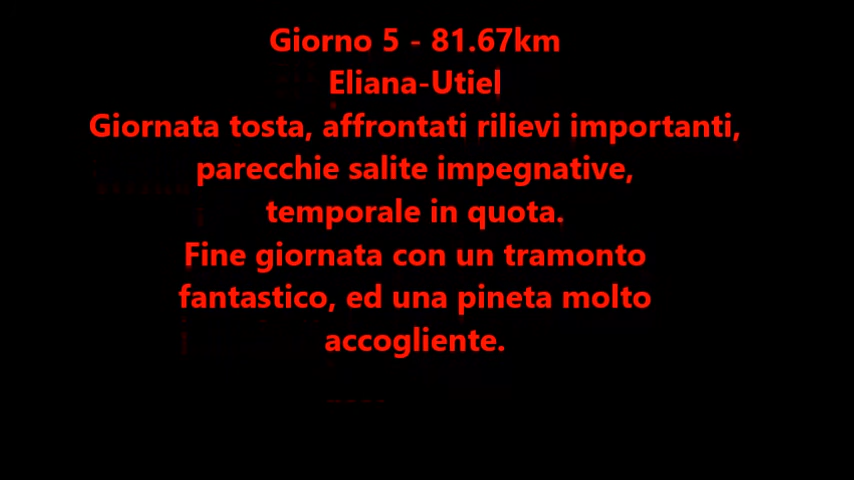 Giorno 5 - 81.67km
Eliana-Utiel
Giornata tosta, affrontati rilievi importanti,
parecchie salite impegnative,
temporale in quota.
Fine giornata con un tramonto
fantastico, ed una pineta molto
accogliente.